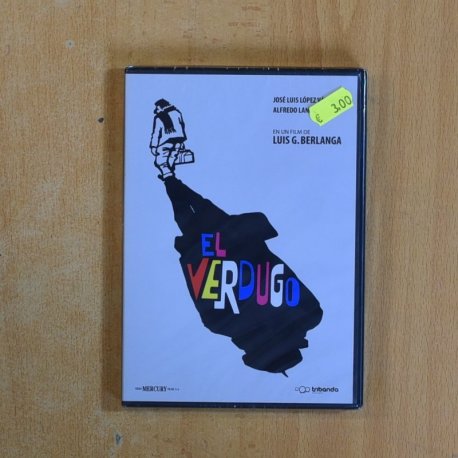 JOSÉ LUIS LÓPEZ
ALFREDO LAN
€ 3.00
EN UN FILM DE
LUIS G. BERLANGA
EL
VERDUGO
MERCURY
tribanda